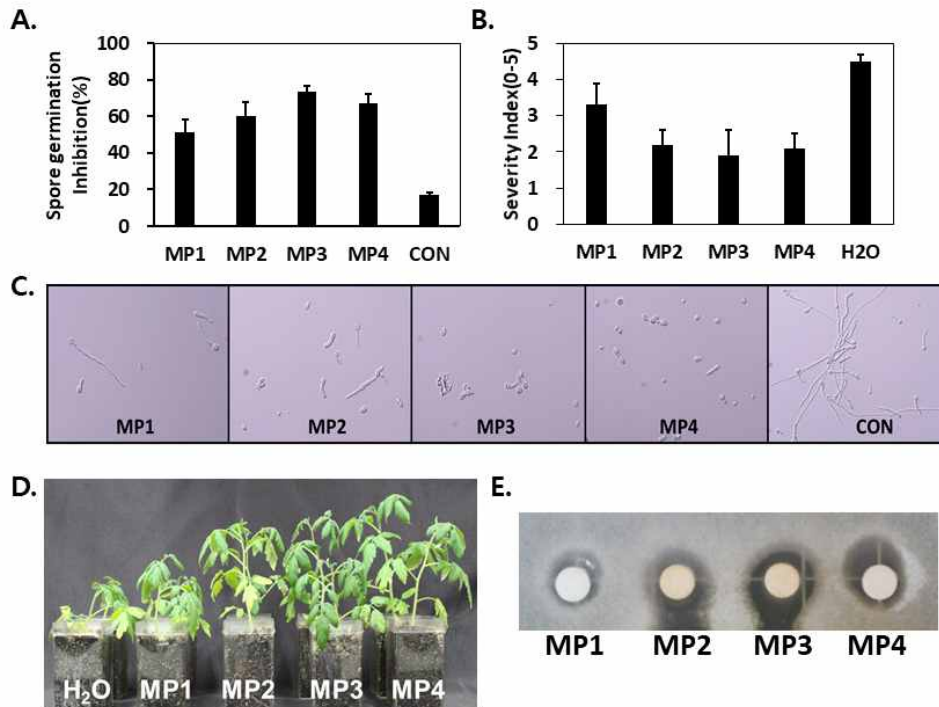 A.
Spore germination
Inhibition(%)
100
80
60
40
20
0
MP1 MP2 MP3 MP4 CON
B.
Severity Index(0-5)
5
4
3
2
1
0
MP1 MP2 MP3 MP4 H2O
C.
MP1 MP2 MP3 MP4 CON
D.
H₂O MP1 MP2 MP3 MP4
E.
MP1 MP2 MP3 MP4